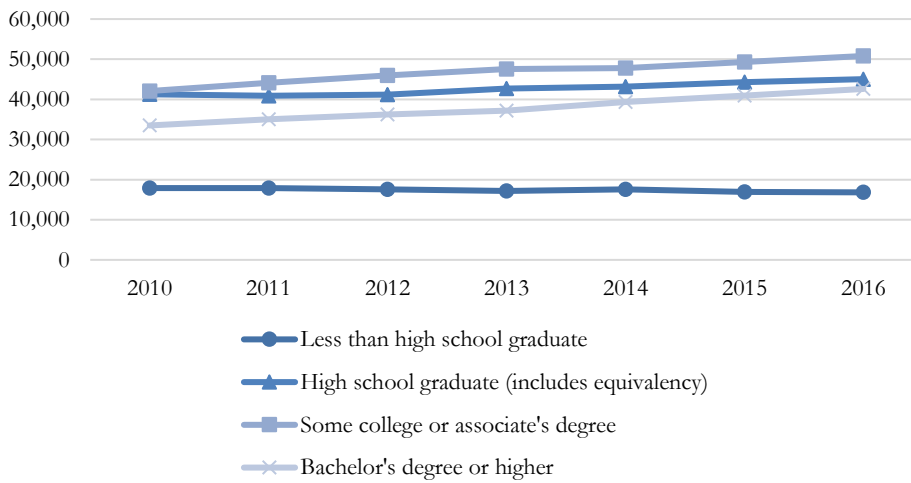 60,000
50,000
40,000
30,000
20,000
10,000
0
2010 2011 2012 2013 2014 2015 2016
Less than high school graduate
High school graduate (includes equivalency)
Some college or associate's degree
Bachelor's degree or higher